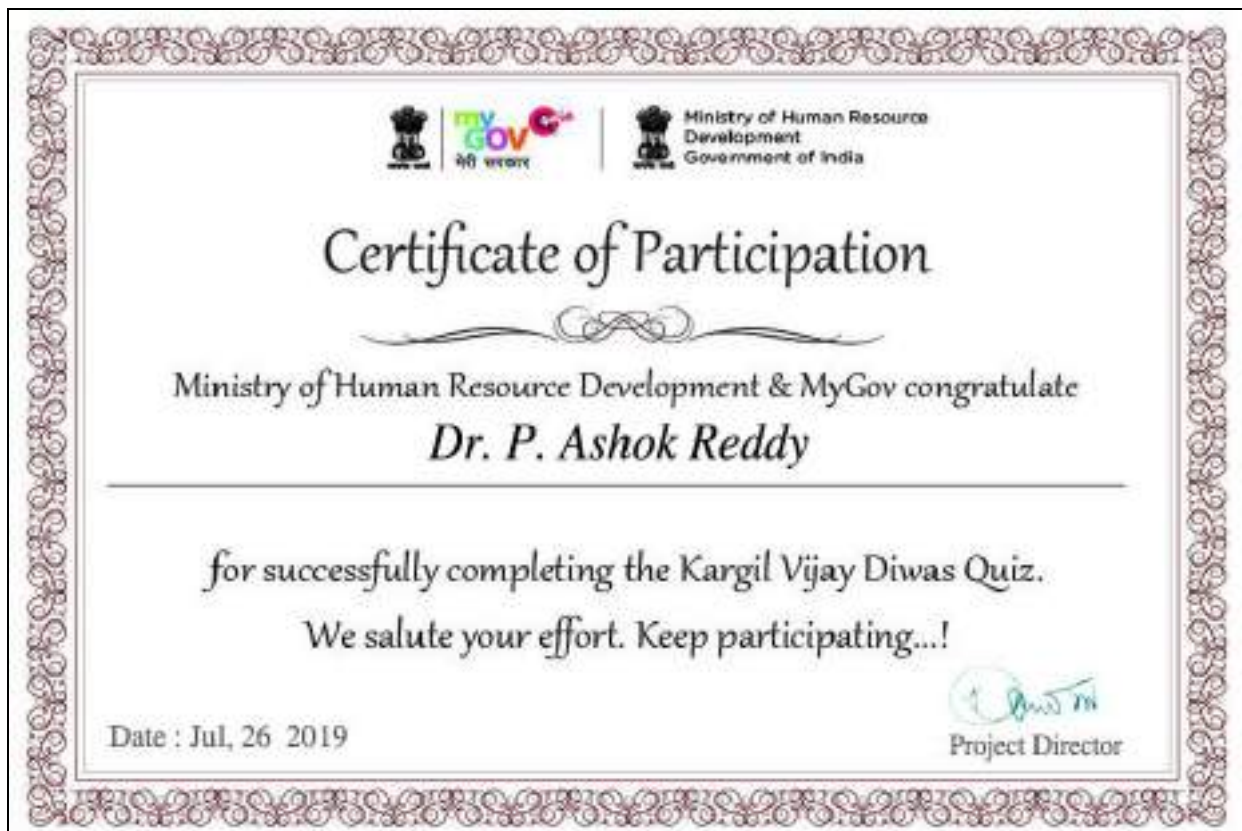 my
GOV
मेरी सरकार
Ministry of Human Resource
Development
Government of India
Certificate of Participation
Ministry of Human Resource Development & MyGov congratulate
Dr. P. Ashok Reddy
for successfully completing the Kargil Vijay Diwas Quiz.
We salute your effort. Keep participating...!
Date : Jul, 26 2019
Project Director